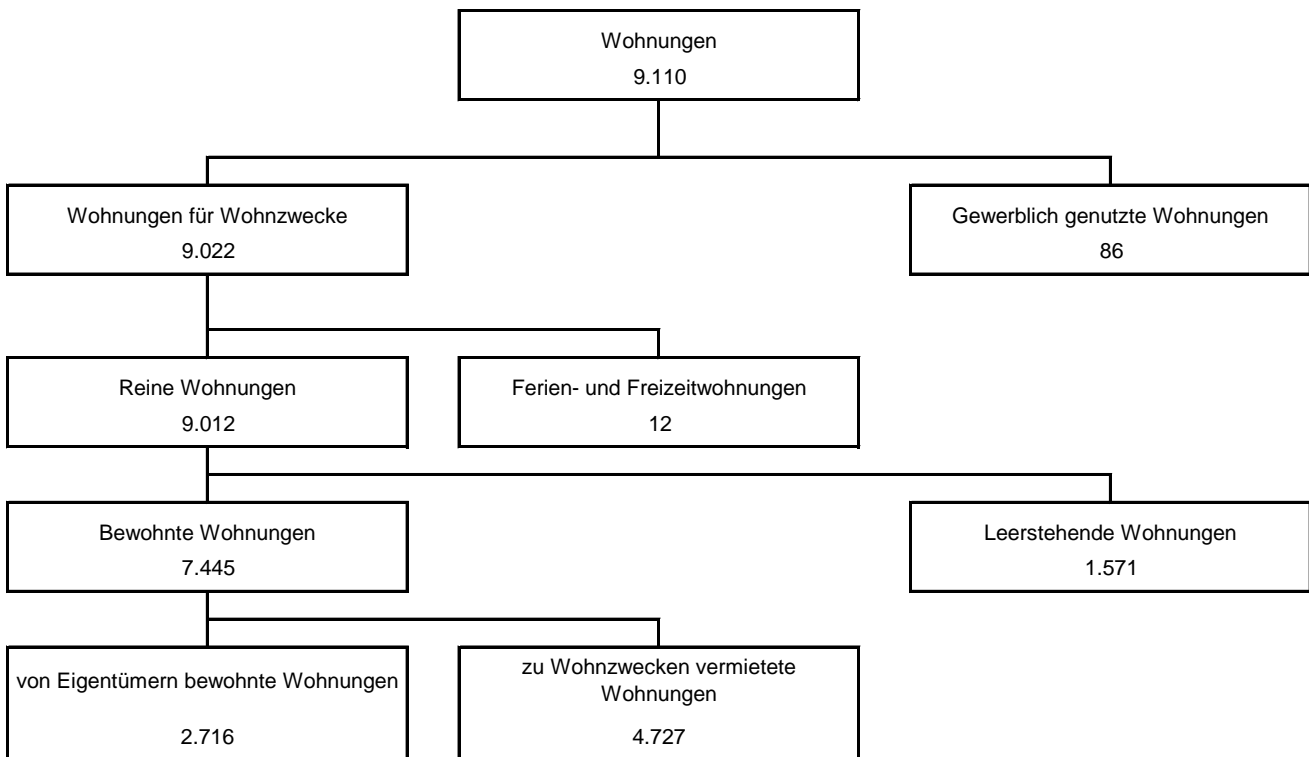 Wohnungen
9.110
Wohnungen für Wohnzwecke
9.022
Gewerblich genutzte Wohnungen
86
Reine Wohnungen
9.012
Ferien- und Freizeitwohnungen
12
Bewohnte Wohnungen
7.445
Leerstehende Wohnungen
1.571
von Eigentümern bewohnte Wohnungen
2.716
zu Wohnzwecken vermietete
Wohnungen
4.727